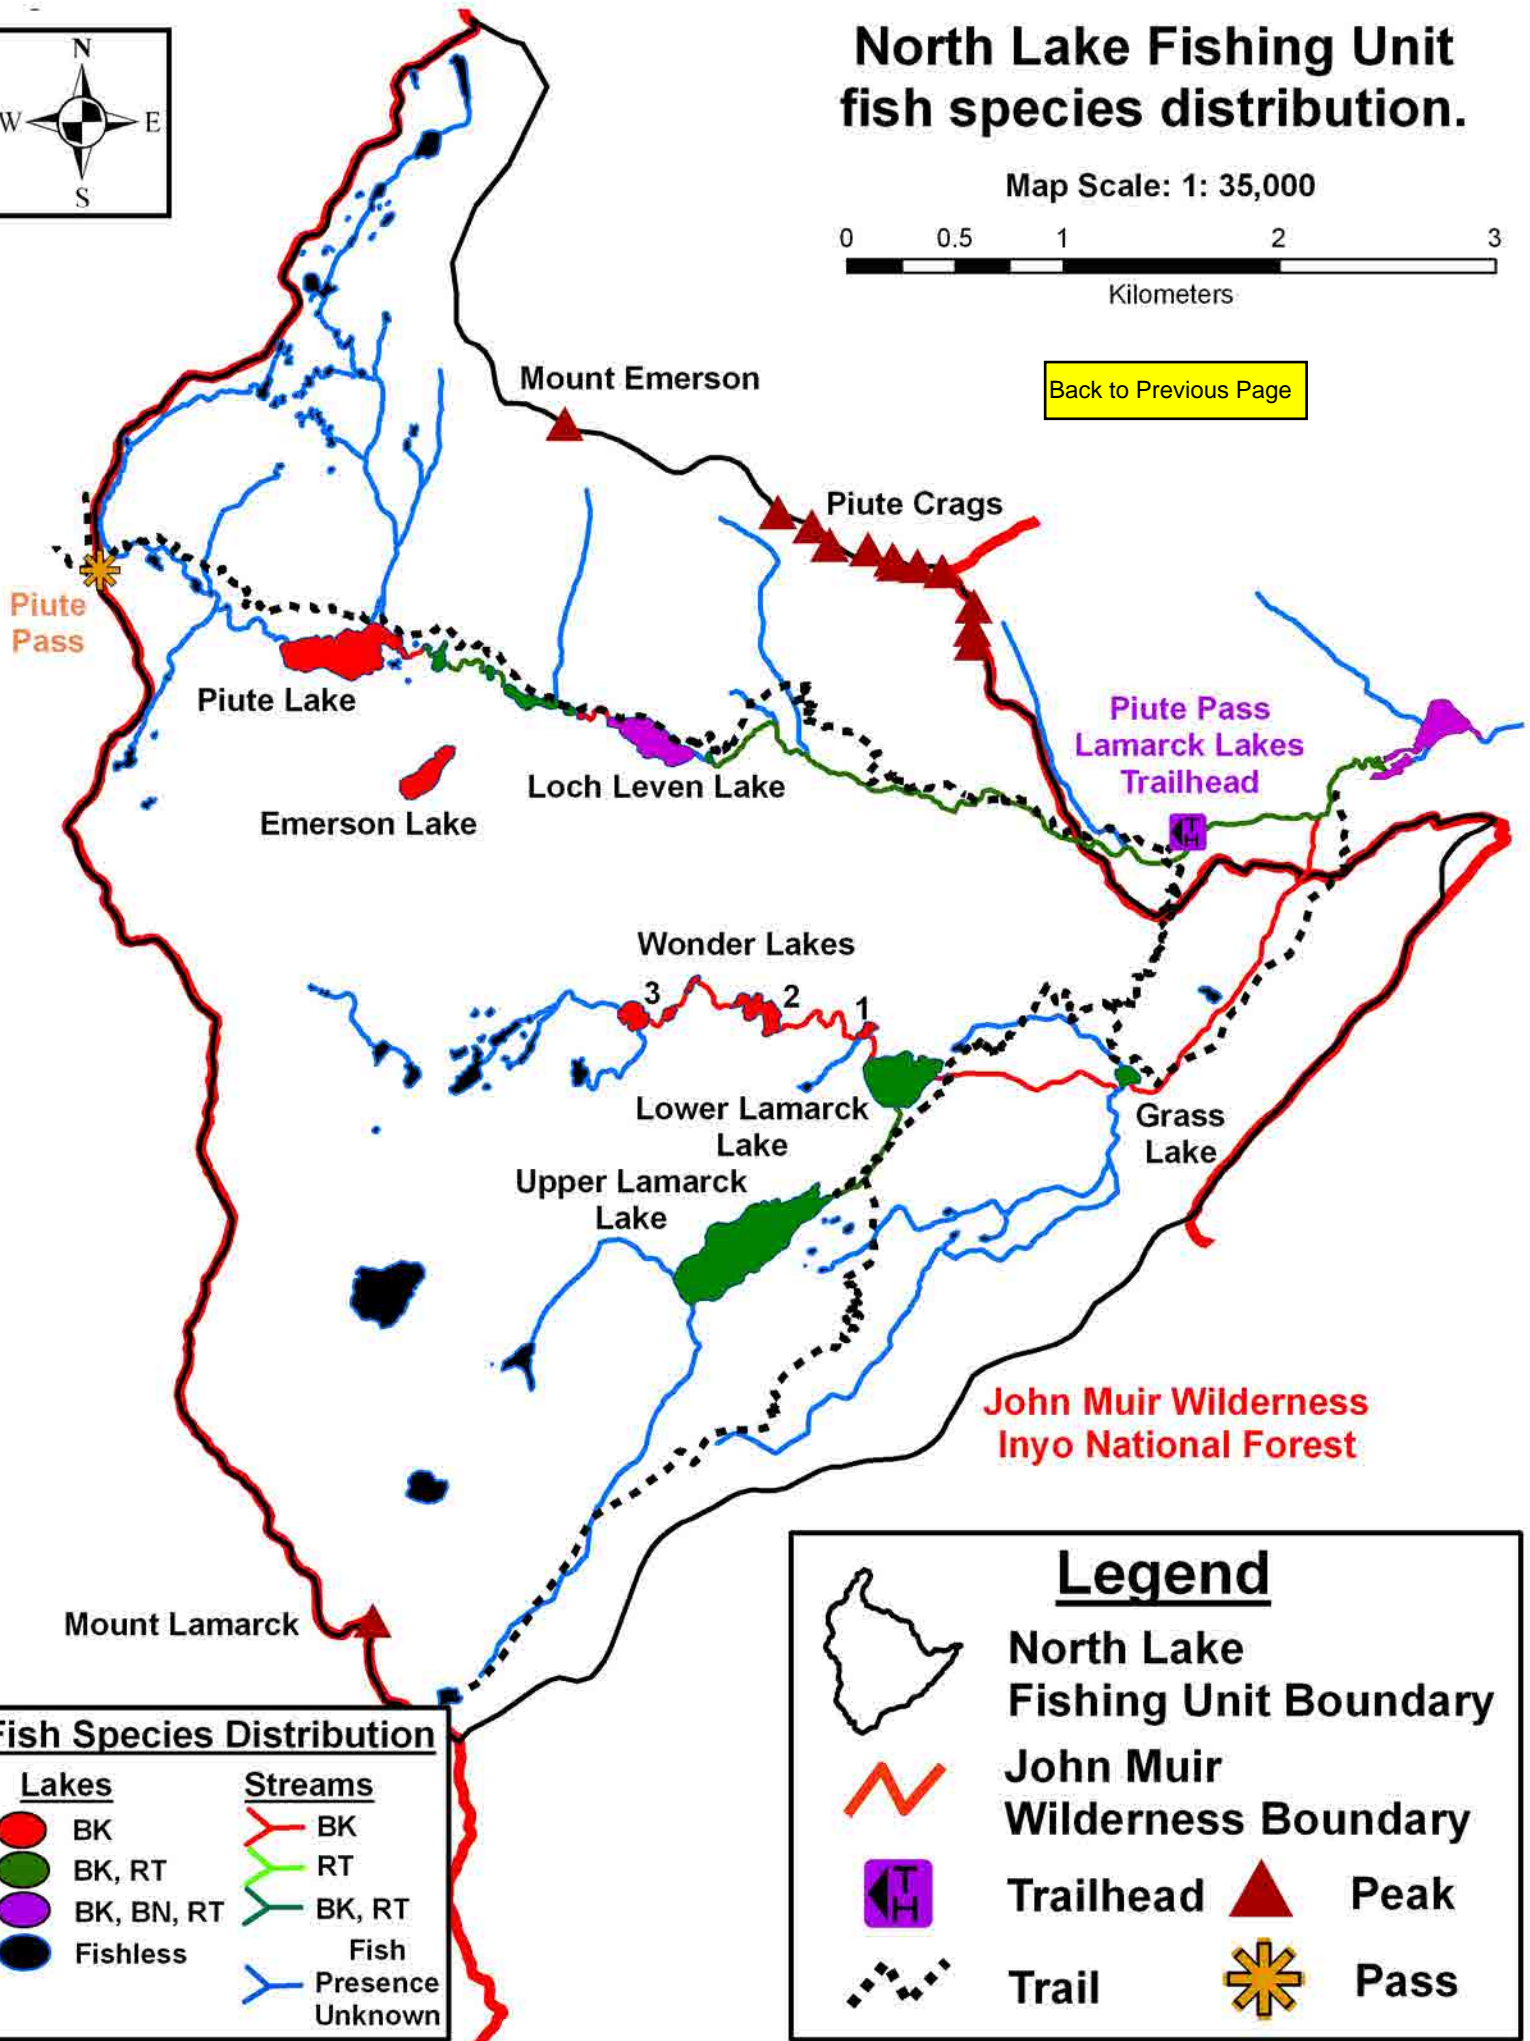 North Lake Fishing Unit
fish species distribution.
Map Scale: 1: 35,000
0 0.5 1 2 3
Kilometers
Back to Previous Page
N
W E
S
Mount Emerson
Piute Crags
Piute
Pass
Piute Lake
Emerson Lake
Loch Leven Lake
Piute Pass
Lamarck Lakes
Trailhead
TH
Wonder Lakes
3
2
1
Lower Lamarck
Lake
Grass
Lake
Upper Lamarck
Lake
John Muir Wilderness
Inyo National Forest
Mount Lamarck
Fish Species Distribution
Lakes
BK
BK, RT
BK, BN, RT
Fishless
Streams
BK
RT
BK, RT
Fish
Presence
Unknown
Legend
North Lake
Fishing Unit Boundary
John Muir
Wilderness Boundary
TH
Trailhead
Peak
Trail
Pass